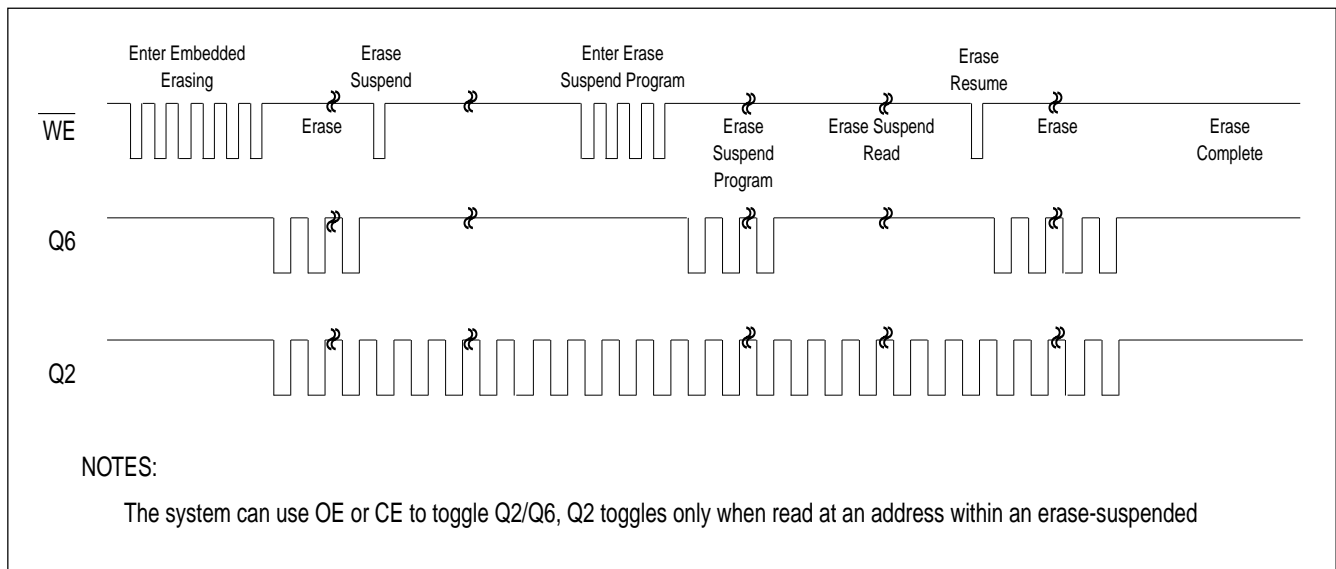 Enter Embedded
Erasing
Erase
Suspend
Enter Erase
Suspend Program
Erase
Resume
WE
Erase
Erase
Suspend
Program
Erase Suspend
Read
Erase
Erase
Complete
Q6
Q2
NOTES:
The system can use OE or CE to toggle Q2/Q6, Q2 toggles only when read at an address within an erase-suspended